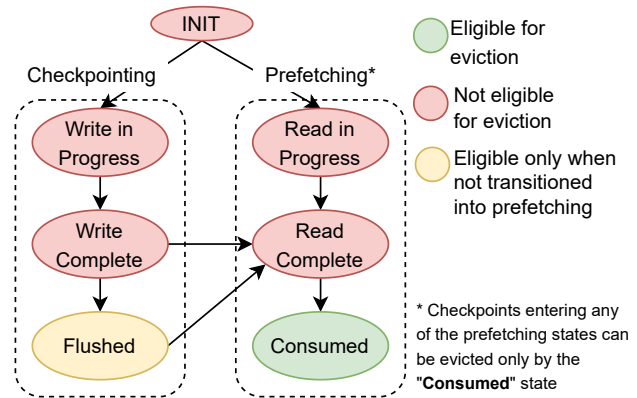 INIT
Checkpointing
Prefetching*
Write in
Progress
Read in
Progress
Write
Complete
Read
Complete
Flushed
Consumed
Eligible for
eviction
Not eligible
for eviction
Eligible only when
not transitioned
into prefetching
* Checkpoints entering any
of the prefetching states can
be evicted only by the
"Consumed" state